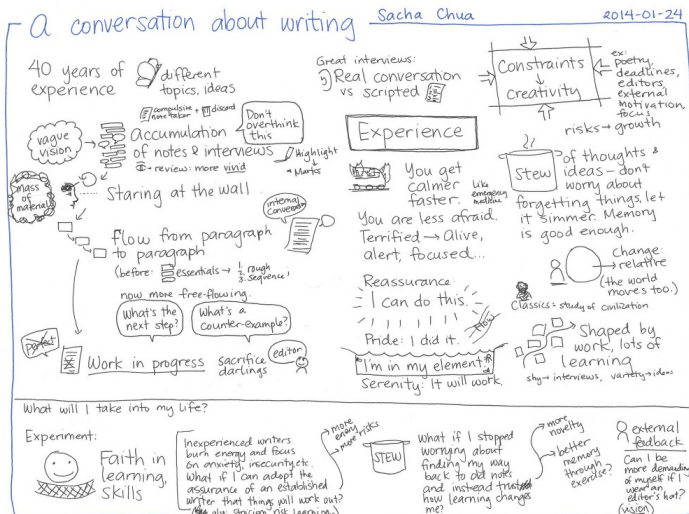 A conversation about writing
Sacha Chua
2014-01-24
40 years of
experience
different
topics, ideas
compulsive
note taker + discard
Don't
overthink
this
vague
vision
accumulation
of notes & interviews
→ review: more vivid
Highlight
Marks
mass
of
material
Staring at the wall
internal
conversation
flow from paragraph
to paragraph
(before: essentials → 1. rough
2.
3. sequence)
now more free-flowing.
What's the
next step?
What's a
counter-example?
perfect
Work in progress
sacrifice
darlings
editor
Great interviews:
Real conversation
vs scripted
Experience
You get
calmer
faster.
Like
emergency
medicine
You are less afraid.
Terrified → Alive,
alert, focused...
Reassurance:
I can do this.
Pride: I did it.
Flow
I'm in my element.
Serenity: It will work.
Constraints
↓
creativity
ex:
poetry,
deadlines,
editors,
external
motivation,
focus
risks → growth
STEW
of thoughts &
ideas – don't
worry about
forgetting things, let
it simmer. Memory
is good enough.
Change:
relative
(the world
moves too.)
Classics = study of civilization
Shaped by
work, lots of
learning
shy → interviews, variety → ideas
What will I take into my life?
Experiment:
Faith in
learning,
skills
Inexperienced writers
burn energy and focus
on anxiety, insecurity, etc.
What if I can adopt the
assurance of an established
writer that things will work out?
stoicism, risk, learning...)
→ more
energy
→ more risks
STEW
What if I stopped
worrying about
finding my way
back to old notes
and instead trusted
how learning changes
me?
→ more
novelty
→ better
memory
through
exercise?
external
feedback
Can I be
more demanding
of myself if I
wear an
editor's hat?
(vision)